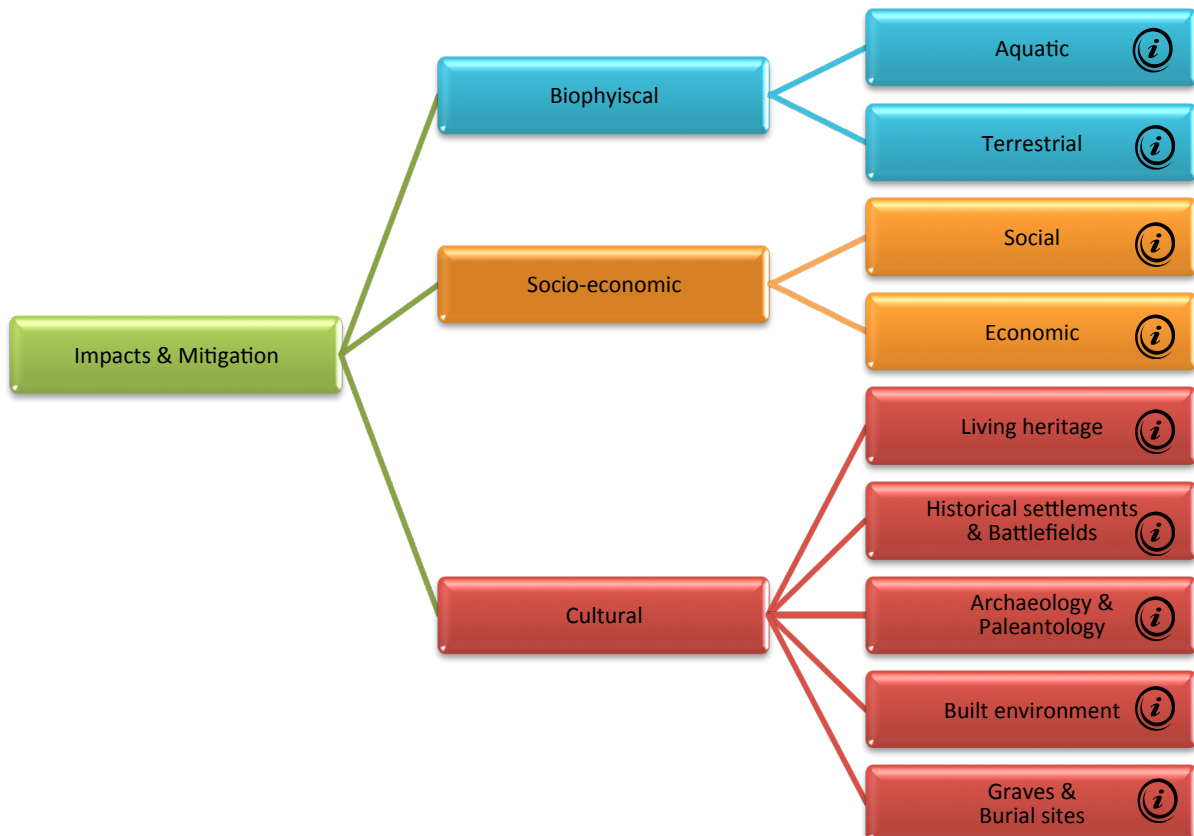 Impacts & Mitigation
Biophyiscal
Aquatic
i
Terrestrial
i
Socio-economic
Social
i
Economic
i
Cultural
Living heritage
i
Historical settlements
& Battlefields
i
Archaeology &
Paleantology
i
Built environment
i
Graves &
Burial sites
i